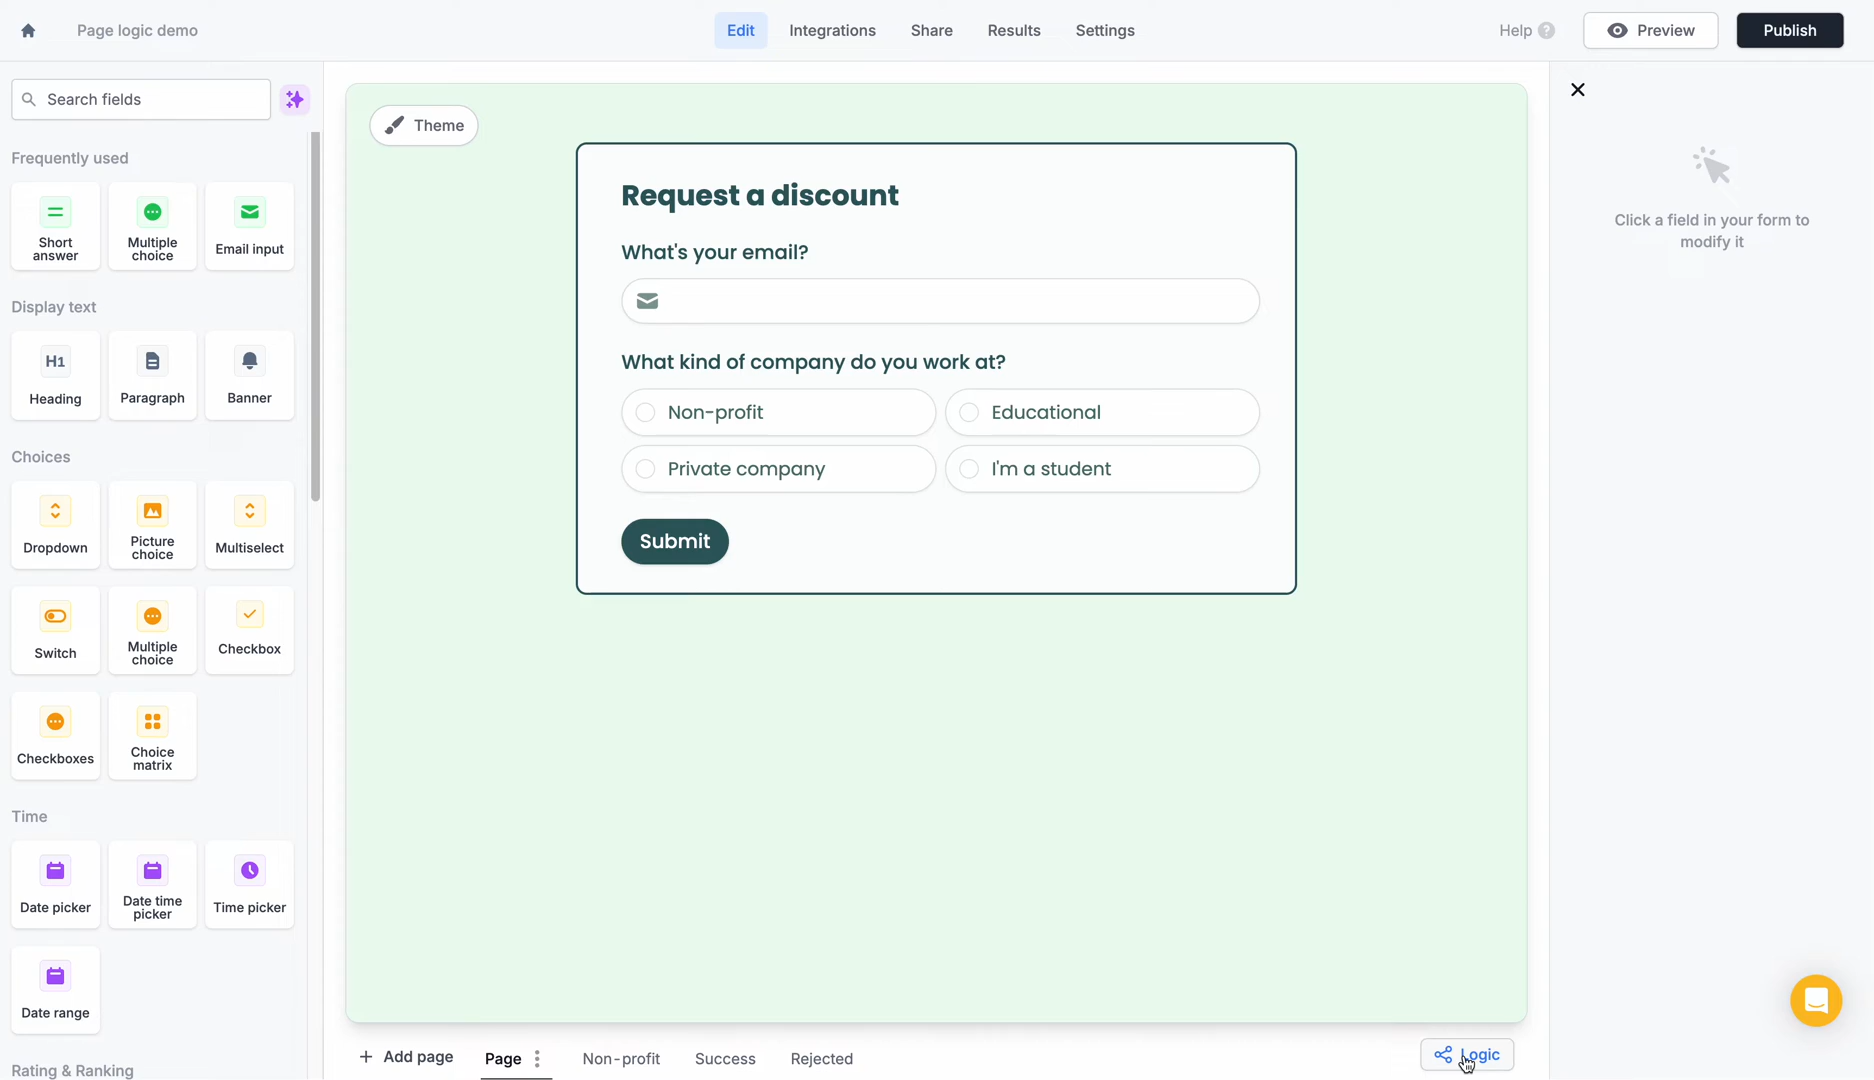 Page logic demo
Edit
Integrations
Share
Results
Settings
Help ?
Preview
Publish
Search fields
Frequently used
Short answer
Multiple choice
Email input
Display text
H1
Heading
Paragraph
Banner
Choices
Dropdown
Picture choice
Multiselect
Switch
Multiple choice
Checkbox
Checkboxes
Choice matrix
Time
Date picker
Date time picker
Time picker
Date range
Rating & Ranking
Theme
Request a discount
What's your email?
What kind of company do you work at?
Non-profit
Educational
Private company
I'm a student
Submit
+ Add page
Page
Non-profit
Success
Rejected
Logic
Click a field in your form to
modify it